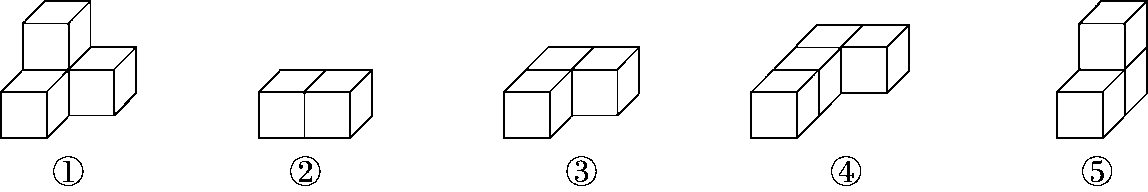 ① ② ③ ④ ⑤